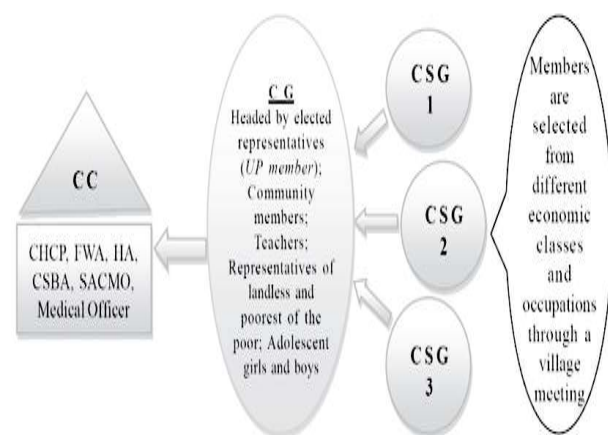 CC
CHCP, FWA, HA,
CSBA, SACMO,
Medical Officer
C G
Headed by elected
representatives
(UP member);
Community
members;
Teachers;
Representatives of
landless and
poorest of the
poor; Adolescent
girls and boys
CSG
1
CSG
2
CSG
3
Members
are
selected
from
different
economic
classes
and
occupations
through a
village
meeting